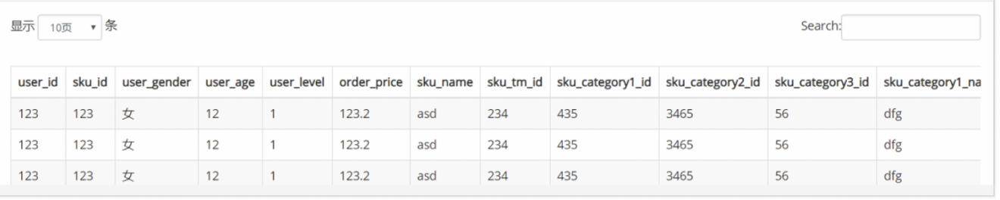 显示 10页 条 Search:
user_id sku_id user_gender user_age user_level order_price sku_name sku_tm_id sku_category1_id sku_category2_id sku_category3_id sku_category1_na
123 123 女 12 1 123.2 asd 234 435 3465 56 dfg
123 123 女 12 1 123.2 asd 234 435 3465 56 dfg
123 123 女 12 1 123.2 asd 234 435 3465 56 dfg